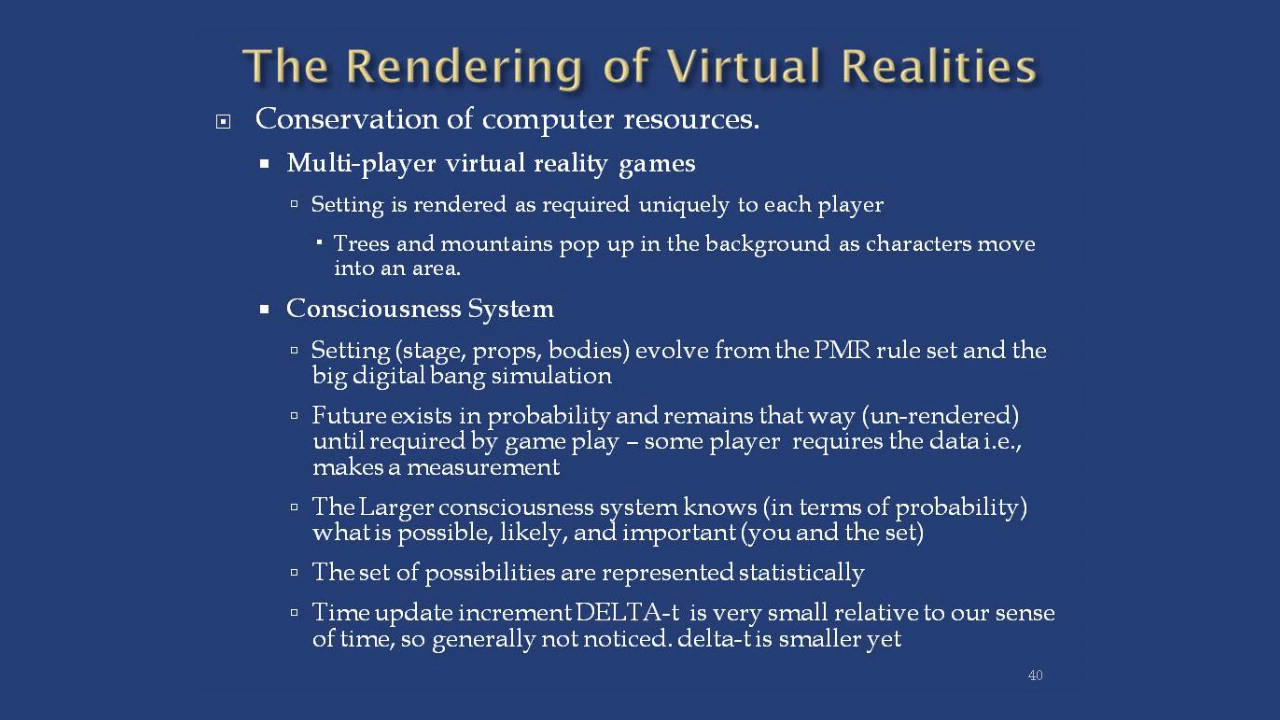 The Rendering of Virtual Realities
Conservation of computer resources.
Multi-player virtual reality games
Setting is rendered as required uniquely to each player
Trees and mountains pop up in the background as characters move
into an area.
Consciousness System
Setting (stage, props, bodies) evolve from the PMR rule set and the
big digital bang simulation
Future exists in probability and remains that way (un-rendered)
until required by game play – some player requires the data i.e.,
makes a measurement
The Larger consciousness system knows (in terms of probability)
what is possible, likely, and important (you and the set)
The set of possibilities are represented statistically
Time update increment DELTA-t is very small relative to our sense
of time, so generally not noticed. delta-t is smaller yet
40